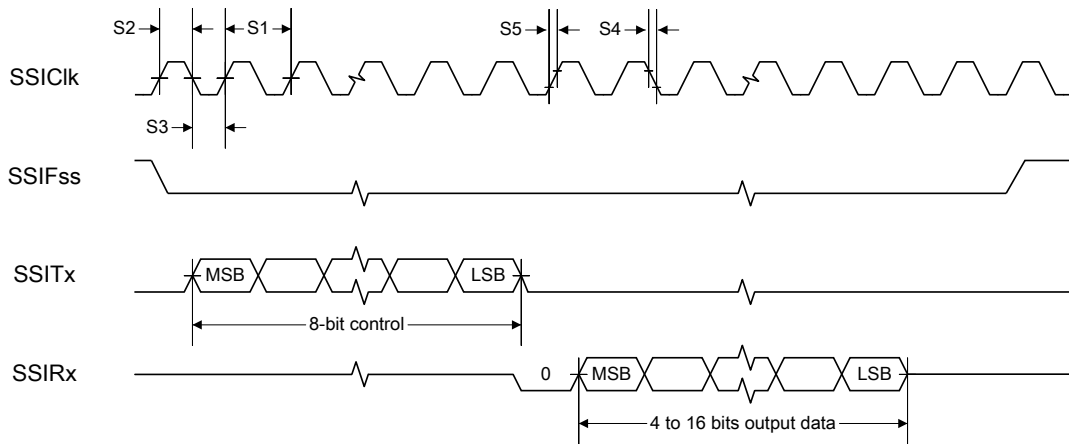 S2
S1
S5
S4
SSIClk
S3
SSIFss
SSITx
MSB
LSB
8-bit control
SSIRx
0
MSB
LSB
4 to 16 bits output data